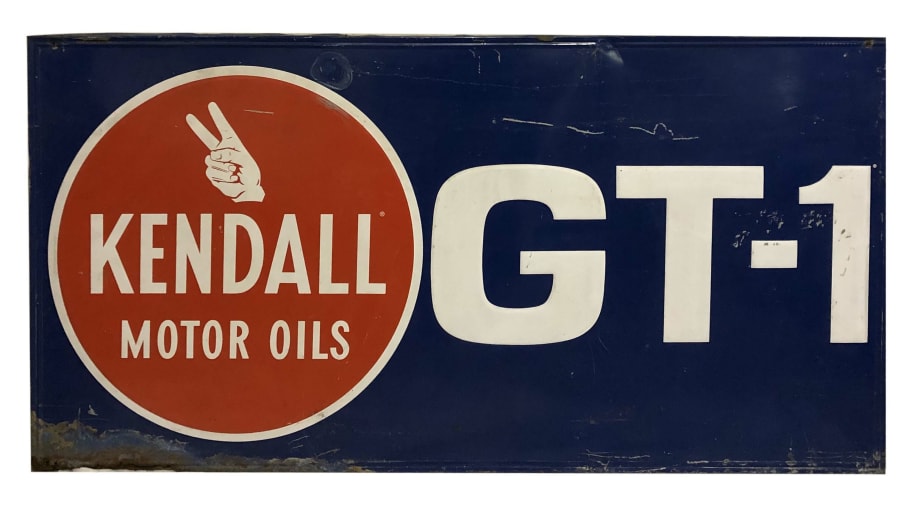 KENDALL®
MOTOR OILS
GT-1